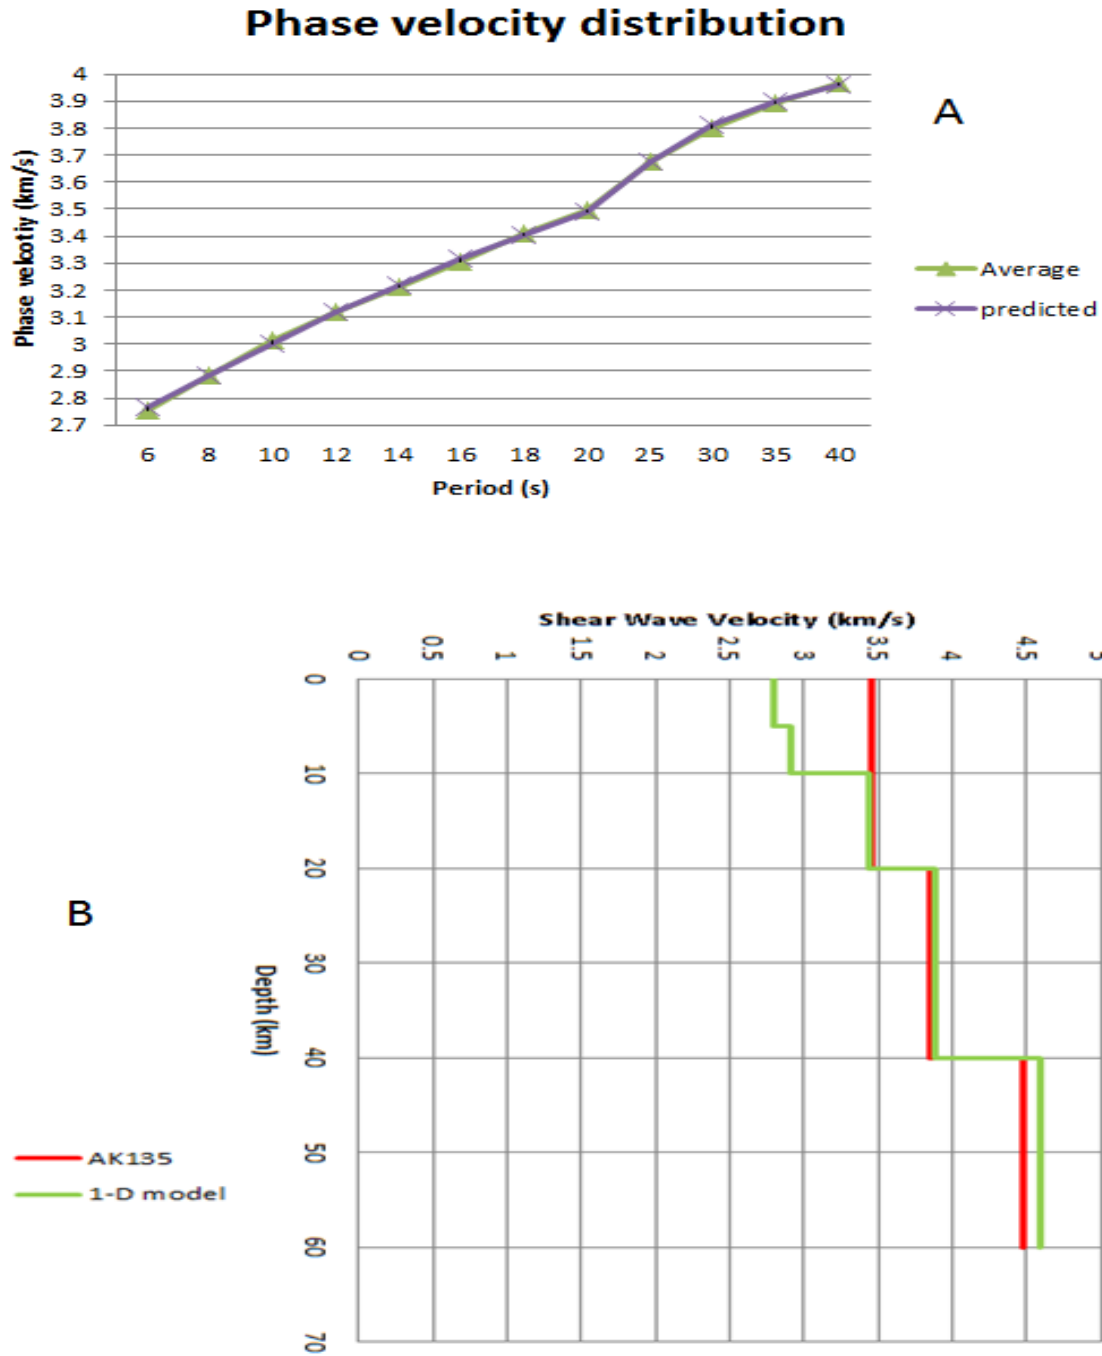 Phase velocity distribution
A
Phase velcotiy (km/s)
4
3.9
3.8
3.7
3.6
3.5
3.4
3.3
3.2
3.1
3
2.9
2.8
2.7
6 8 10 12 14 16 18 20 25 30 35 40
Period (s)
Average
predicted
Shear Wave Velocity (km/s)
0 0.5 1 1.5 2 2.5 3 3.5 4 4.5 5
0
10
20
30
40
50
60
70
B
Depth (km)
AK135
1-D model